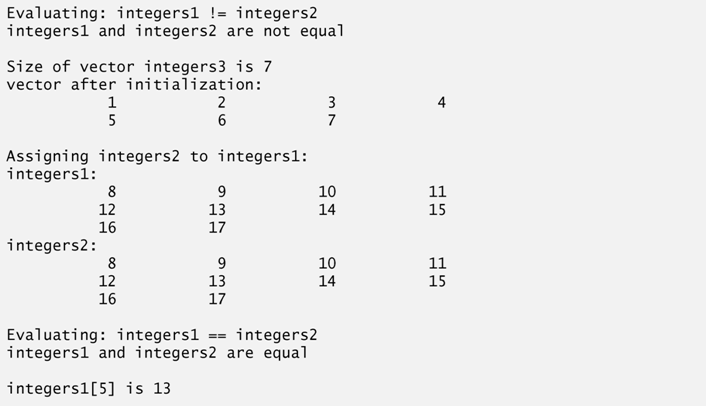 Evaluating: integers1 != integers2
integers1 and integers2 are not equal
Size of vector integers3 is 7
vector after initialization:
1 2 3 4
5 6 7
Assigning integers2 to integers1:
integers1:
8 9 10 11
12 13 14 15
16 17
integers2:
8 9 10 11
12 13 14 15
16 17
Evaluating: integers1 == integers2
integers1 and integers2 are equal
integers1[5] is 13